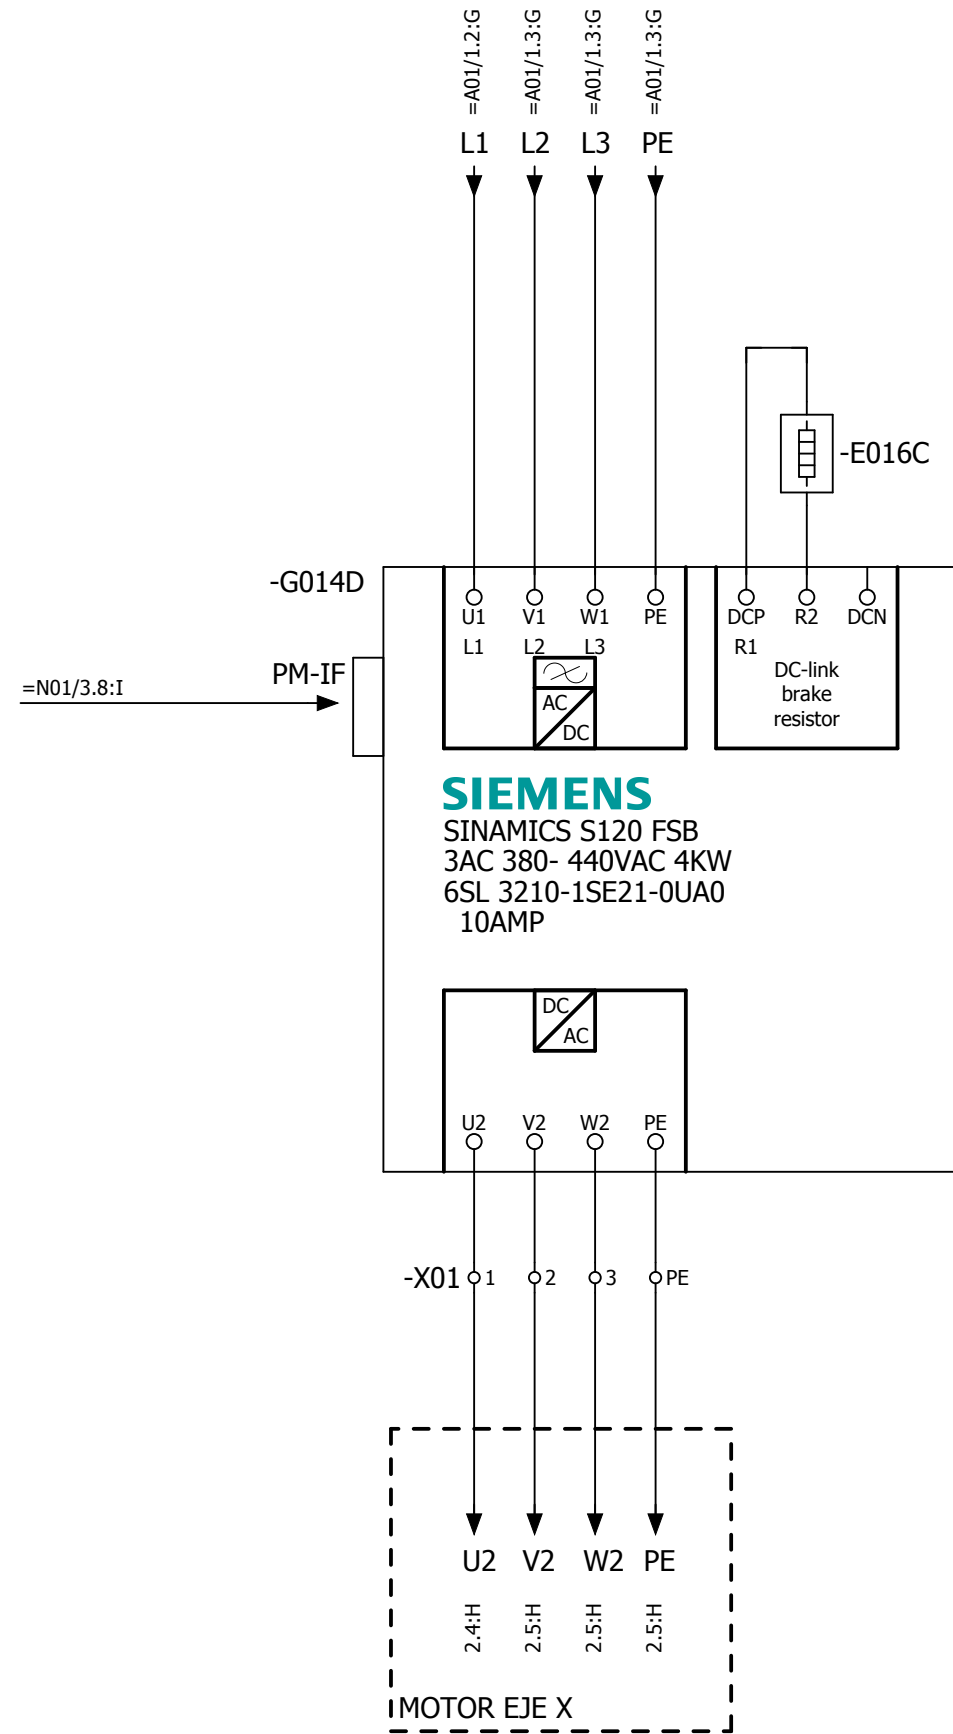 =A01/1.2:G
=A01/1.3:G
=A01/1.3:G
=A01/1.3:G
L1 L2 L3 PE
-E016C
-G014D
U1 V1 W1 PE
L1 L2 L3
DCP R2 DCN
R1
DC-link
brake
resistor
PM-IF
=N01/3.8:I
AC
DC
SIEMENS
SINAMICS S120 FSB
3AC 380- 440VAC 4KW
6SL 3210-1SE21-0UA0
10AMP
DC
AC
U2 V2 W2 PE
-X01 1 2 3 PE
U2 V2 W2 PE
2.4:H
2.5:H
2.5:H
2.5:H
MOTOR EJE X